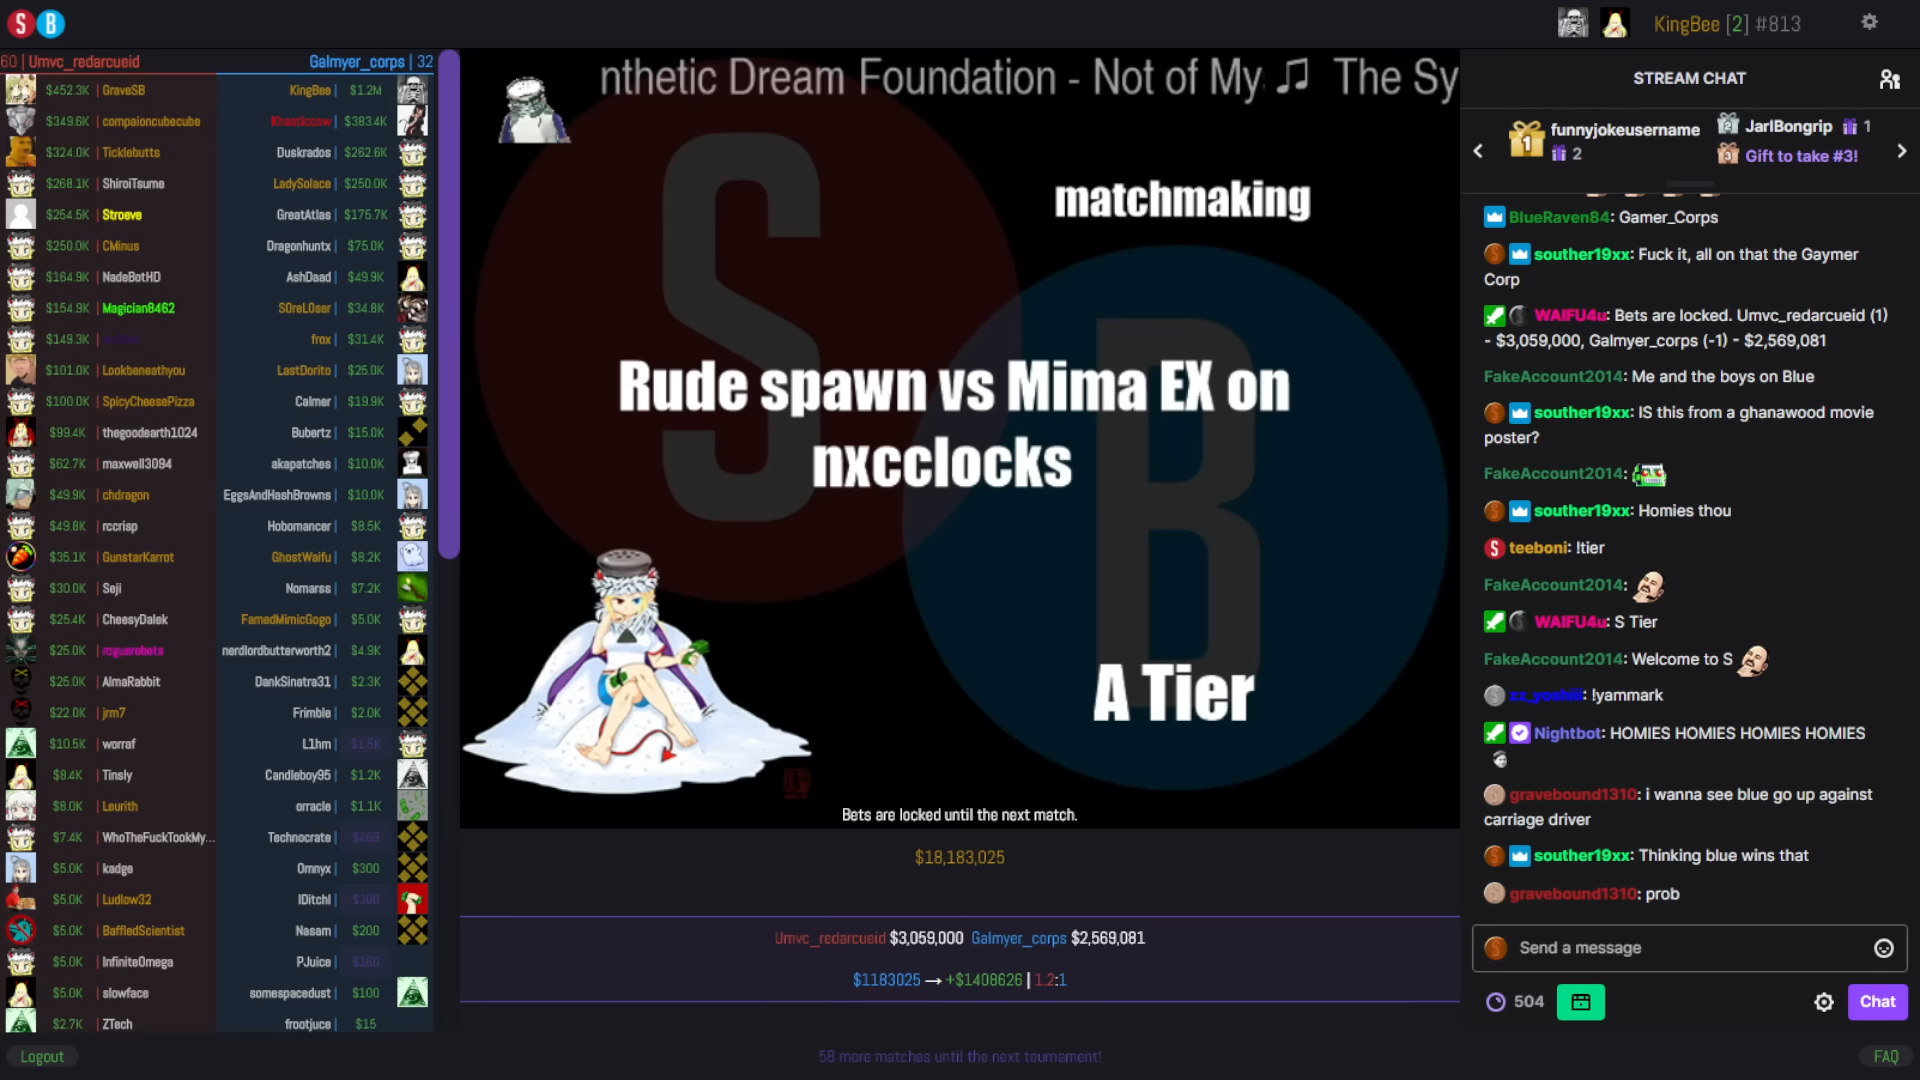 S B
KingBee [2] #813
60 | Umvc_redarcueid
Galmyer_corps | 32
$452.3K | GraveSB
KingBee | $1.2M
$349.6K | compaioncubecube
Khasticcow | $383.4K
$324.0K | Ticklebutts
Duskrados | $262.6K
$268.1K | ShiroiTsume
LadySolace | $250.0K
$254.5K | Stroeve
GreatAtlas | $175.7K
$250.0K | CMinus
Dragonhuntx | $75.0K
$164.9K | NadeBotHD
AshDaad | $49.9K
$154.9K | Magician8462
S0reL0ser | $34.8K
$149.3K |
frox | $31.4K
$101.0K | Lookbeneathyou
LastDorito | $25.0K
$100.0K | SpicyCheesePizza
Calmer | $19.9K
$99.4K | thegoodearth1024
Bubertz | $15.0K
$62.7K | maxwell3094
akapatches | $10.0K
$49.9K | chdragon
EggsAndHashBrowns | $10.0K
$49.8K | rccrisp
Hobomancer | $8.5K
$35.1K | GunstarKarrot
GhostWaifu | $8.2K
$30.0K | Seji
Nomarss | $7.2K
$25.4K | CheesyDalek
FamedMimicGogo | $5.0K
$25.0K | roguerobots
nerdlordbutterworth2 | $4.9K
$25.0K | AlmaRabbit
DankSinatra31 | $2.3K
$22.0K | jrm7
Frimble | $2.0K
$10.5K | worraf
L1hm | $1.5K
$8.4K | Tinsly
Candleboy95 | $1.2K
$8.0K | Leurith
orracle | $1.1K
$7.4K | WhoTheFuckTookMy...
Technocrate | $469
$5.0K | kadge
Omnyx | $300
$5.0K | Ludlow32
IDitchI | $300
$5.0K | BaffledScientist
Nasam | $200
$5.0K | InfiniteOmega
PJuice | $160
$5.0K | slowface
somespacedust | $100
$2.7K | ZTech
frootjuce | $15
nthetic Dream Foundation - Not of My ♫ The Sy
matchmaking
S B
Rude spawn vs Mima EX on
nxcclocks
A Tier
Bets are locked until the next match.
$18,183,025
Umvc_redarcueid $3,059,000 Galmyer_corps $2,569,081
$1183025 → +$1408626 | 1.2:1
STREAM CHAT
1 funnyjokeusername
2
2 JarlBongrip 1
3 Gift to take #3!
BlueRaven84: Gamer_Corps
souther19xx: Fuck it, all on that the Gaymer
Corp
WAIFU4u: Bets are locked. Umvc_redarcueid (1)
- $3,059,000, Galmyer_corps (-1) - $2,569,081
FakeAccount2014: Me and the boys on Blue
souther19xx: IS this from a ghanawood movie
poster?
FakeAccount2014:
souther19xx: Homies thou
teeboni: !tier
FakeAccount2014:
WAIFU4u: S Tier
FakeAccount2014: Welcome to S
zz_yoshiii: !yammark
Nightbot: HOMIES HOMIES HOMIES HOMIES
gravebound1310: i wanna see blue go up against
carriage driver
souther19xx: Thinking blue wins that
gravebound1310: prob
Send a message
504
Chat
Logout
58 more matches until the next tournament!
FAQ